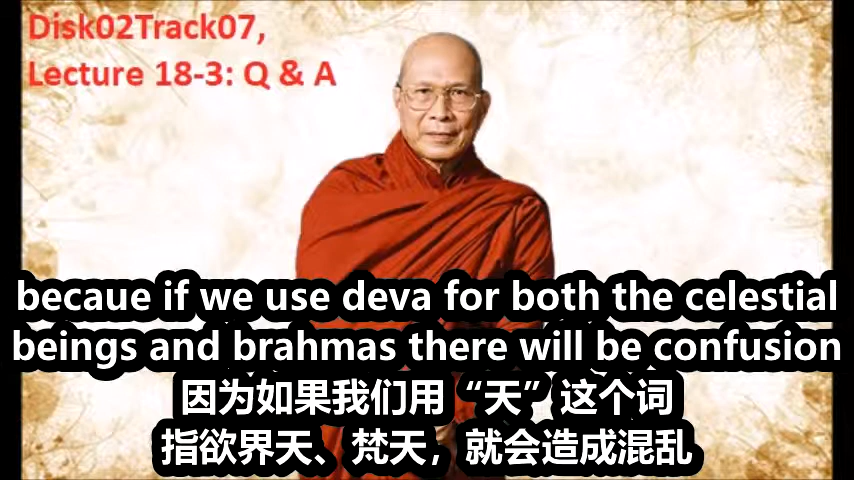 Disk02Track07,
Lecture 18-3: Q & A
becaue if we use deva for both the celestial
beings and brahmas there will be confusion
因为如果我们用“天”这个词
指欲界天、梵天，就会造成混乱